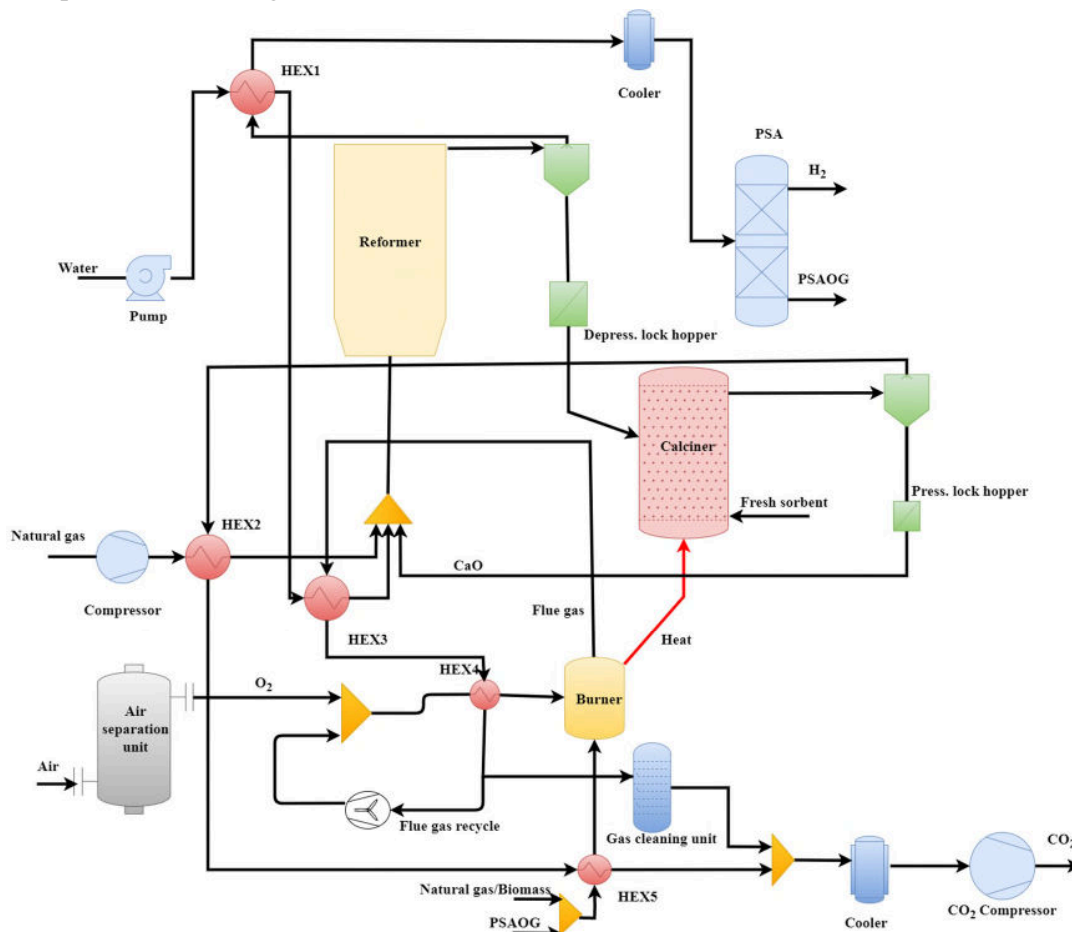 HEX1
Cooler
PSA
H2
Reformer
Water
PSAOG
Pump
Depress. lock hopper
Calciner
Press. lock hopper
Fresh sorbent
Natural gas
HEX2
CaO
Compressor
Flue gas
HEX3
Heat
HEX4
O2
Burner
Air
separation
unit
Air
Flue gas recycle
Gas cleaning unit
CO2
Natural gas/Biomass
HEX5
PSAOG
Cooler
CO2 Compressor